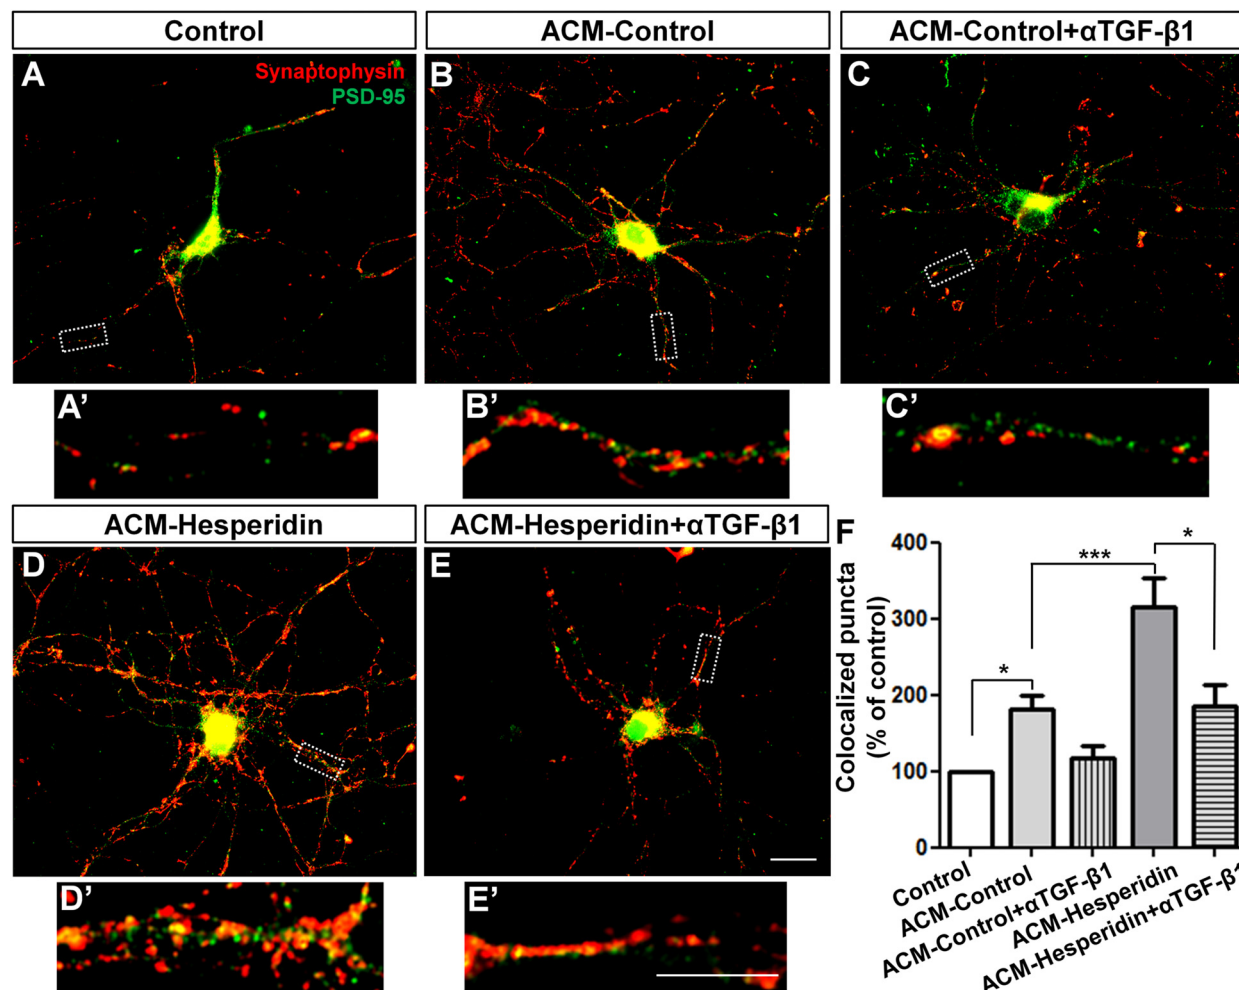 Control
ACM-Control
ACM-Control+αTGF-β1
A
Synaptophysin
PSD-95
B
C
A’
B’
C’
ACM-Hesperidin
ACM-Hesperidin+αTGF-β1
D
E
D’
E’
F
Colocalized puncta
(% of control)
400
300
200
100
0
*
***
*
Control
ACM-Control
ACM-Control+αTGF-β1
ACM-Hesperidin
ACM-Hesperidin+αTGF-β1